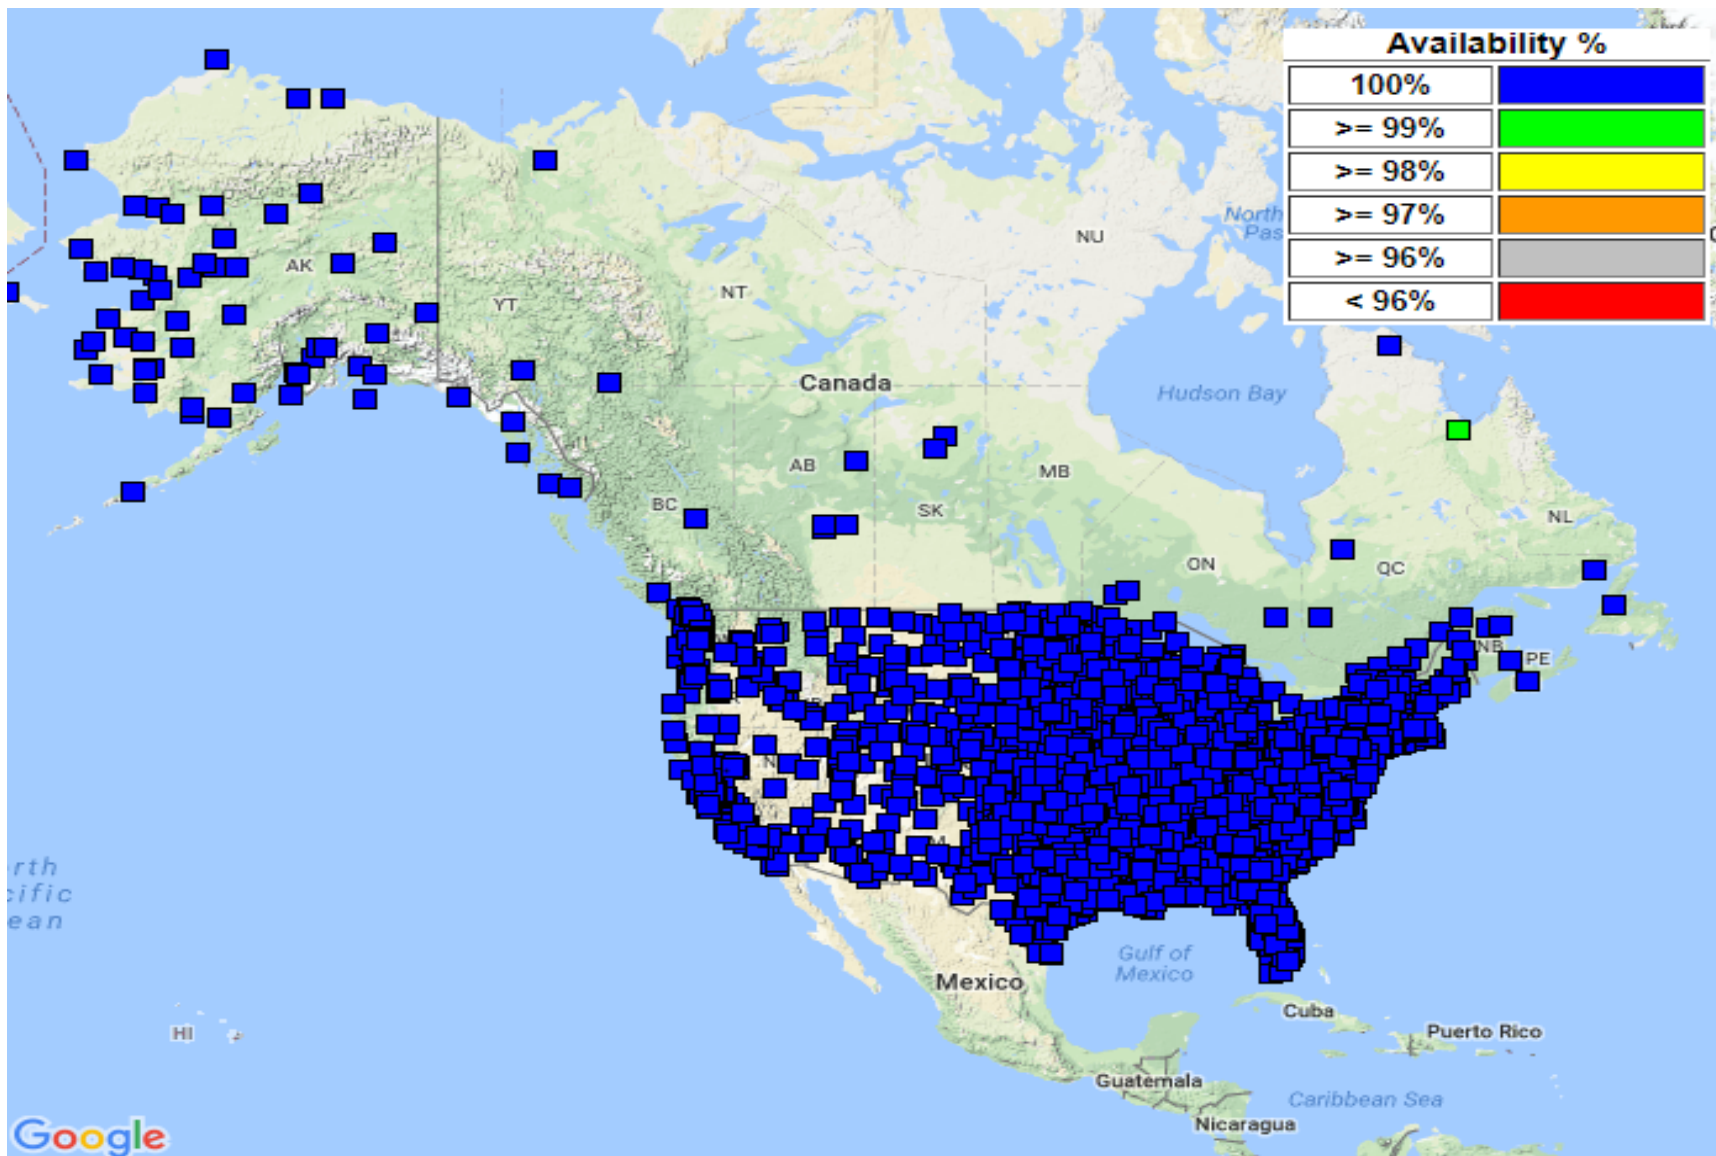 Availability %
100%
>= 99%
>= 98%
>= 97%
>= 96%
< 96%
North
Pas
NU
AK
NT
YT
Canada
Hudson Bay
AB
MB
BC
SK
NL
ON
QC
NB
PE
N
M
rth
cific
ean
Gulf of
Mexico
Mexico
Cuba
HI
Puerto Rico
Guatemala
Caribbean Sea
Nicaragua
Google